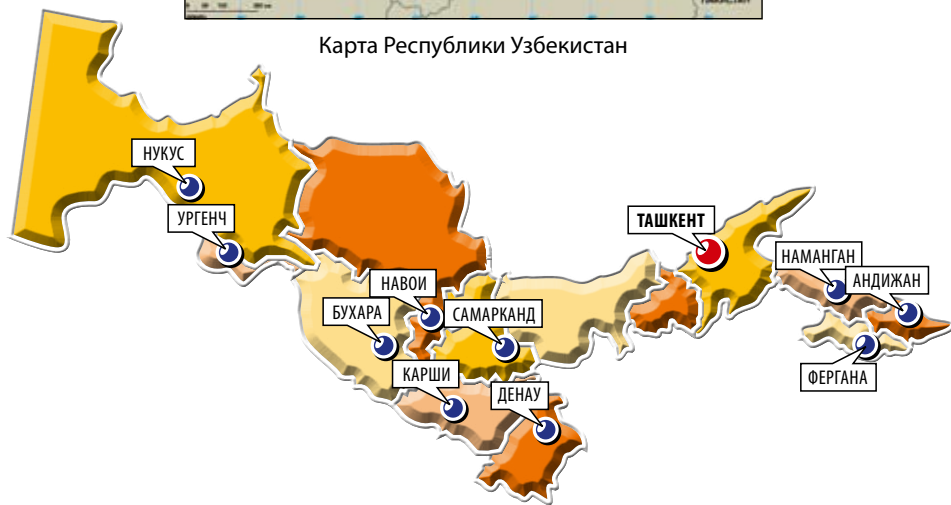 Карта Республики Узбекистан
НУКУС
УРГЕНЧ
ТАШКЕНТ
НАМАНГАН
АНДИЖАН
НАВОИ
БУХАРА
САМАРКАНД
КАРШИ
ДЕНАУ
ФЕРГАНА